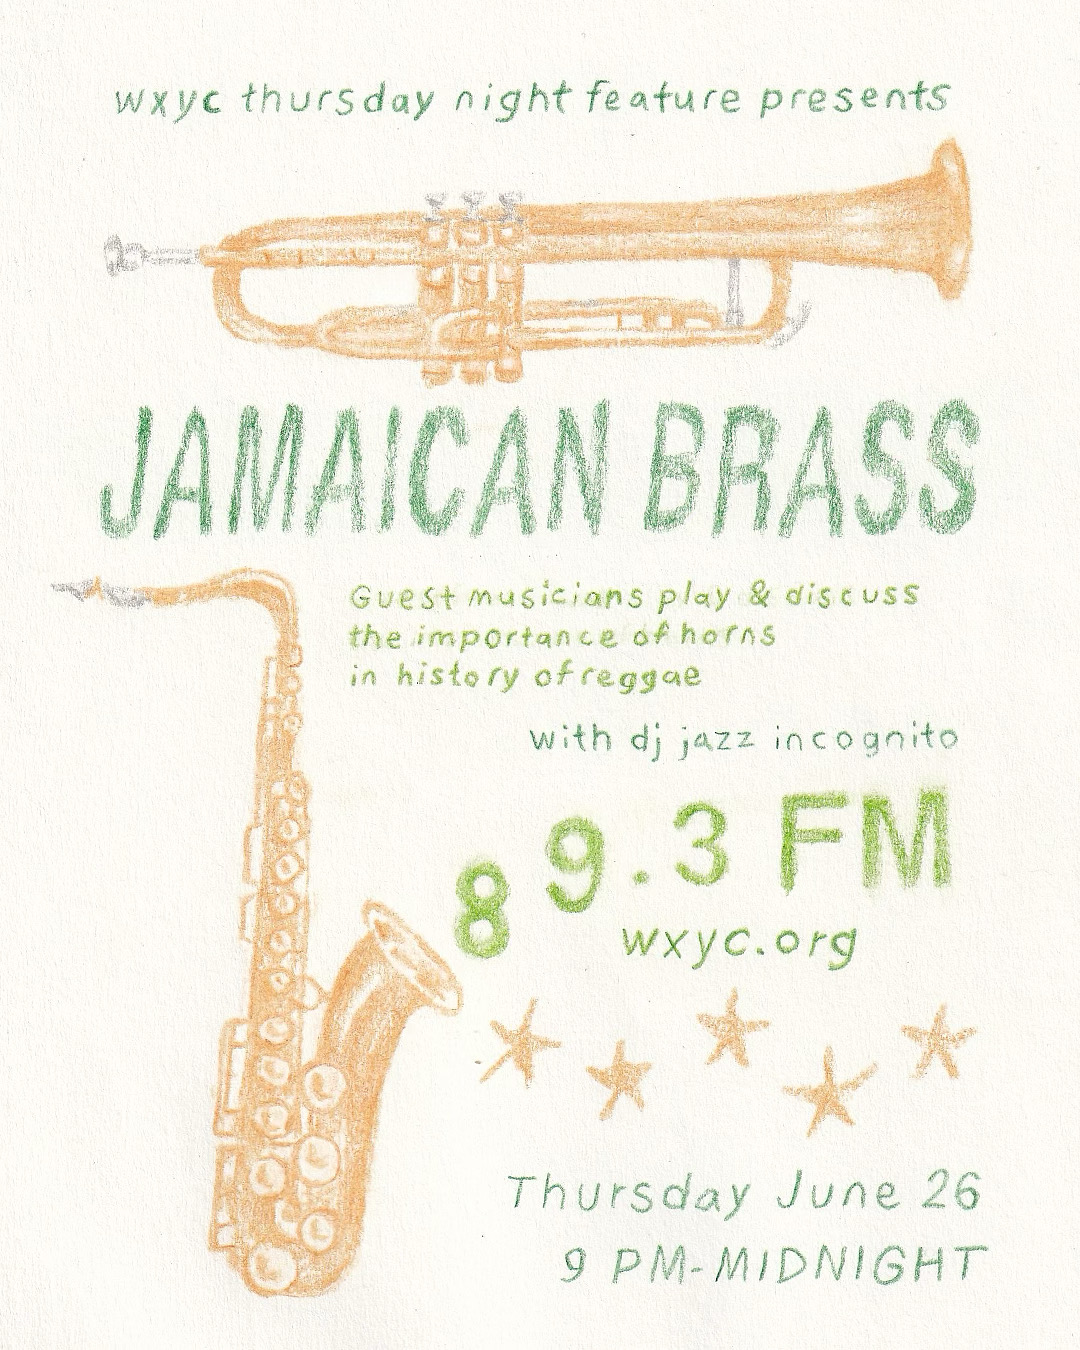 wxyc thursday night feature presents
JAMAICAN BRASS
Guest musicians play & discuss
the importance of horns
in history of reggae
with dj jazz incognito
89.3 FM
wxyc.org
Thursday June 26
9 PM-MIDNIGHT